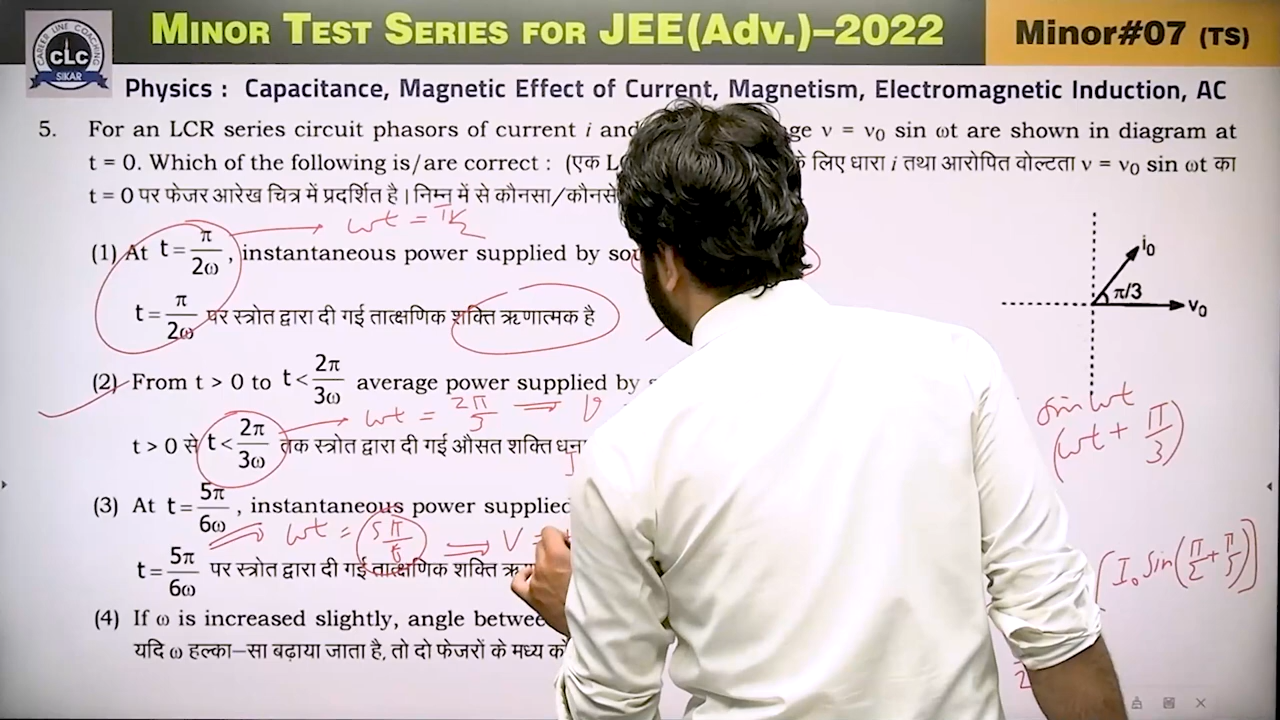 CAREER LINE COACHING
CLC
SIKAR
MINOR TEST SERIES FOR JEE(Adv.)–2022
Minor#07 (TS)
Physics : Capacitance, Magnetic Effect of Current, Magnetism, Electromagnetic Induction, AC
5. For an LCR series circuit phasors of current i and ge v = v₀ sin ωt are shown in diagram at
t = 0. Which of the following is/are correct : (एक के लिए धारा i तथा आरोपित वोल्टता v = v₀ sin ωt का
t = 0 पर फेजर आरेख चित्र में प्रदर्शित है। निम्न में से कौनसा/कौनसे
ωt = π/2
(1) At t = π/2ω, instantaneous power supplied by sou
t = π/2ω पर स्त्रोत द्वारा दी गई तात्क्षणिक शक्ति ऋणात्मक है
i₀
π/3
v₀
(2) From t > 0 to t < 2π/3ω average power supplied by
ωt = 2π/3 ⇒ V
sin ωt
t > 0 से t < 2π/3ω तक स्त्रोत द्वारा दी गई औसत शक्ति धना
(ωt + π/3)
(3) At t = 5π/6ω, instantaneous power supplied
⇒ ωt = 5π/6 ⇒ V =
t = 5π/6ω पर स्त्रोत द्वारा दी गई तात्क्षणिक शक्ति
[I₀ sin(π/2 + π/3)]
(4) If ω is increased slightly, angle betwee
यदि ω हल्का–सा बढ़ाया जाता है, तो दो फेजरों के मध्य
2